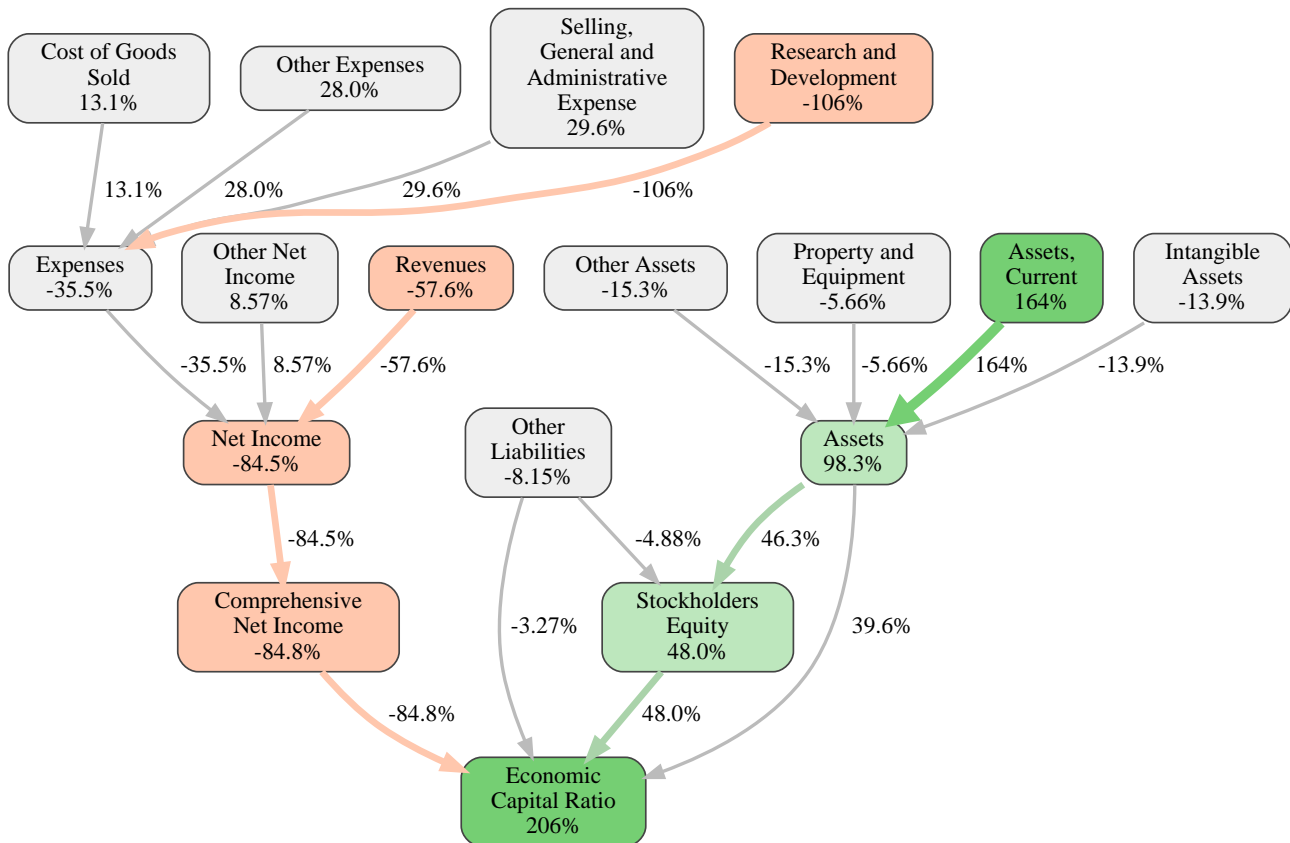 Cost of Goods
Sold
13.1%
Other Expenses
28.0%
Selling,
General and
Administrative
Expense
29.6%
Research and
Development
-106%
13.1%
28.0%
29.6%
-106%
Expenses
-35.5%
Other Net
Income
8.57%
Revenues
-57.6%
Other Assets
-15.3%
Property and
Equipment
-5.66%
Assets,
Current
164%
Intangible
Assets
-13.9%
-35.5%
8.57%
-57.6%
-15.3%
-5.66%
164%
-13.9%
Net Income
-84.5%
Other
Liabilities
-8.15%
Assets
98.3%
-84.5%
-4.88%
46.3%
Comprehensive
Net Income
-84.8%
-3.27%
Stockholders
Equity
48.0%
39.6%
-84.8%
48.0%
Economic
Capital Ratio
206%